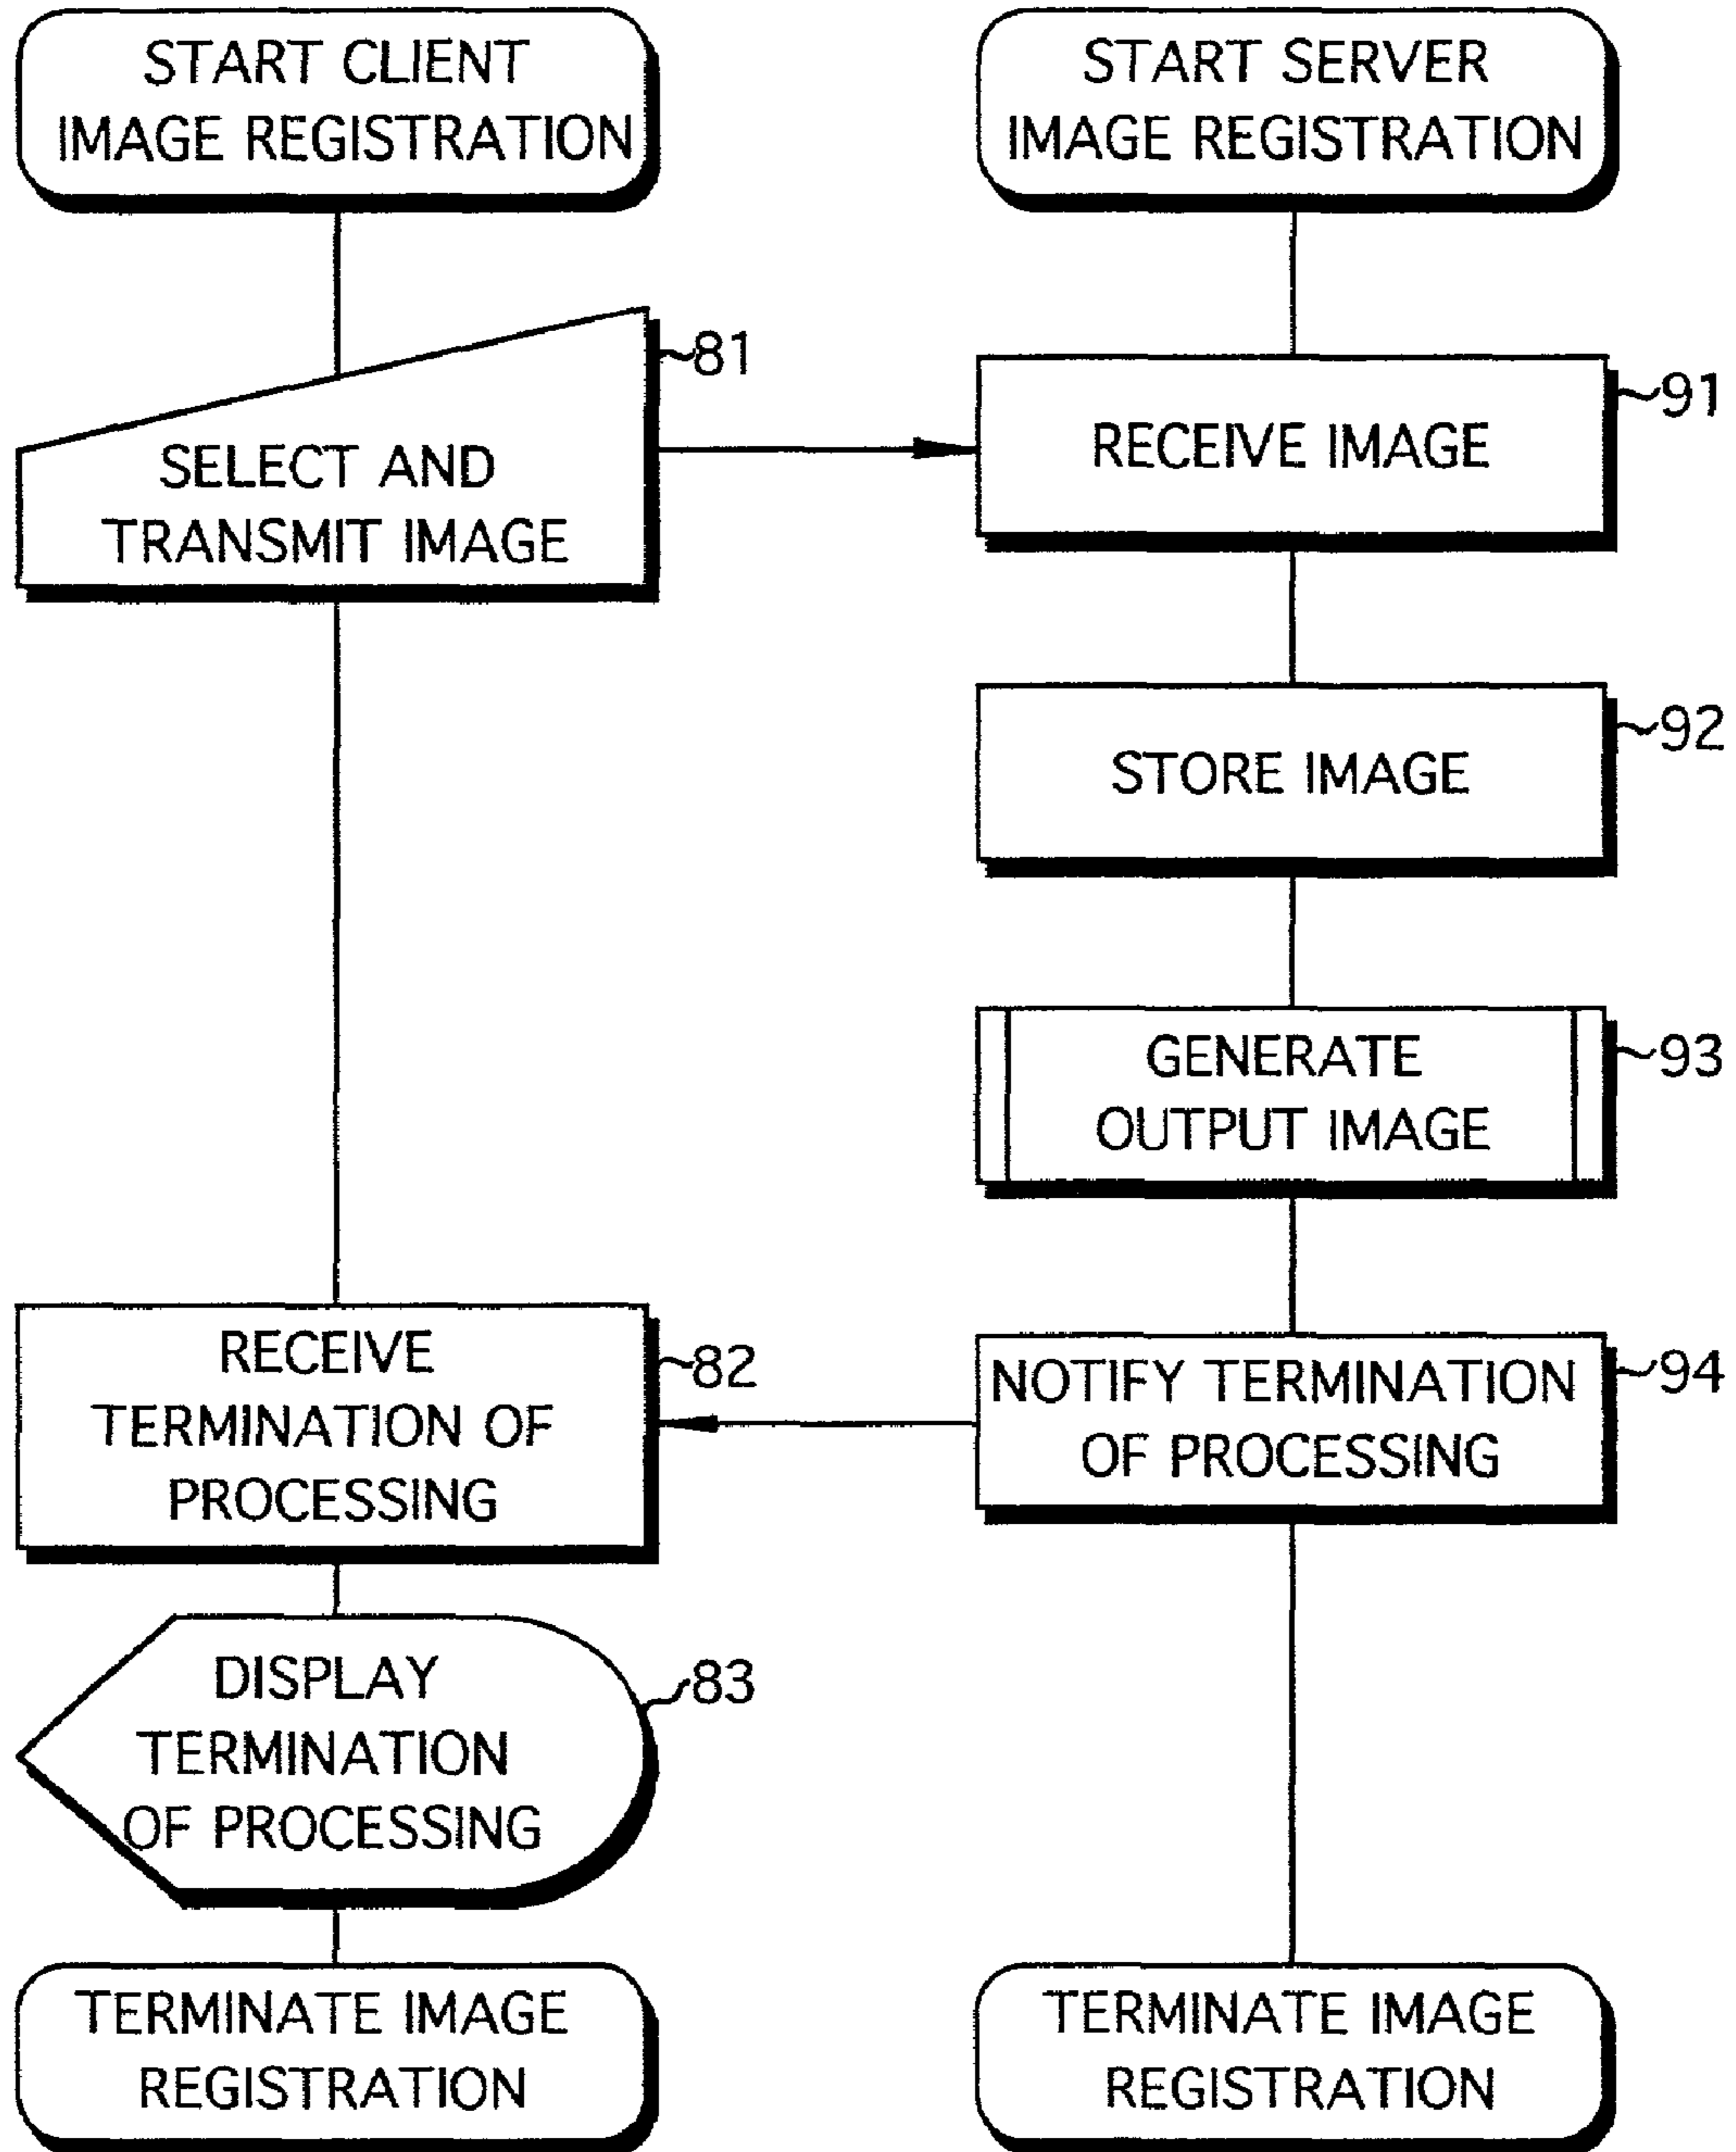 START CLIENT
IMAGE REGISTRATION
START SERVER
IMAGE REGISTRATION
81
SELECT AND
TRANSMIT IMAGE
91
RECEIVE IMAGE
92
STORE IMAGE
93
GENERATE
OUTPUT IMAGE
82
RECEIVE
TERMINATION OF
PROCESSING
94
NOTIFY TERMINATION
OF PROCESSING
83
DISPLAY
TERMINATION
OF PROCESSING
TERMINATE IMAGE
REGISTRATION
TERMINATE IMAGE
REGISTRATION